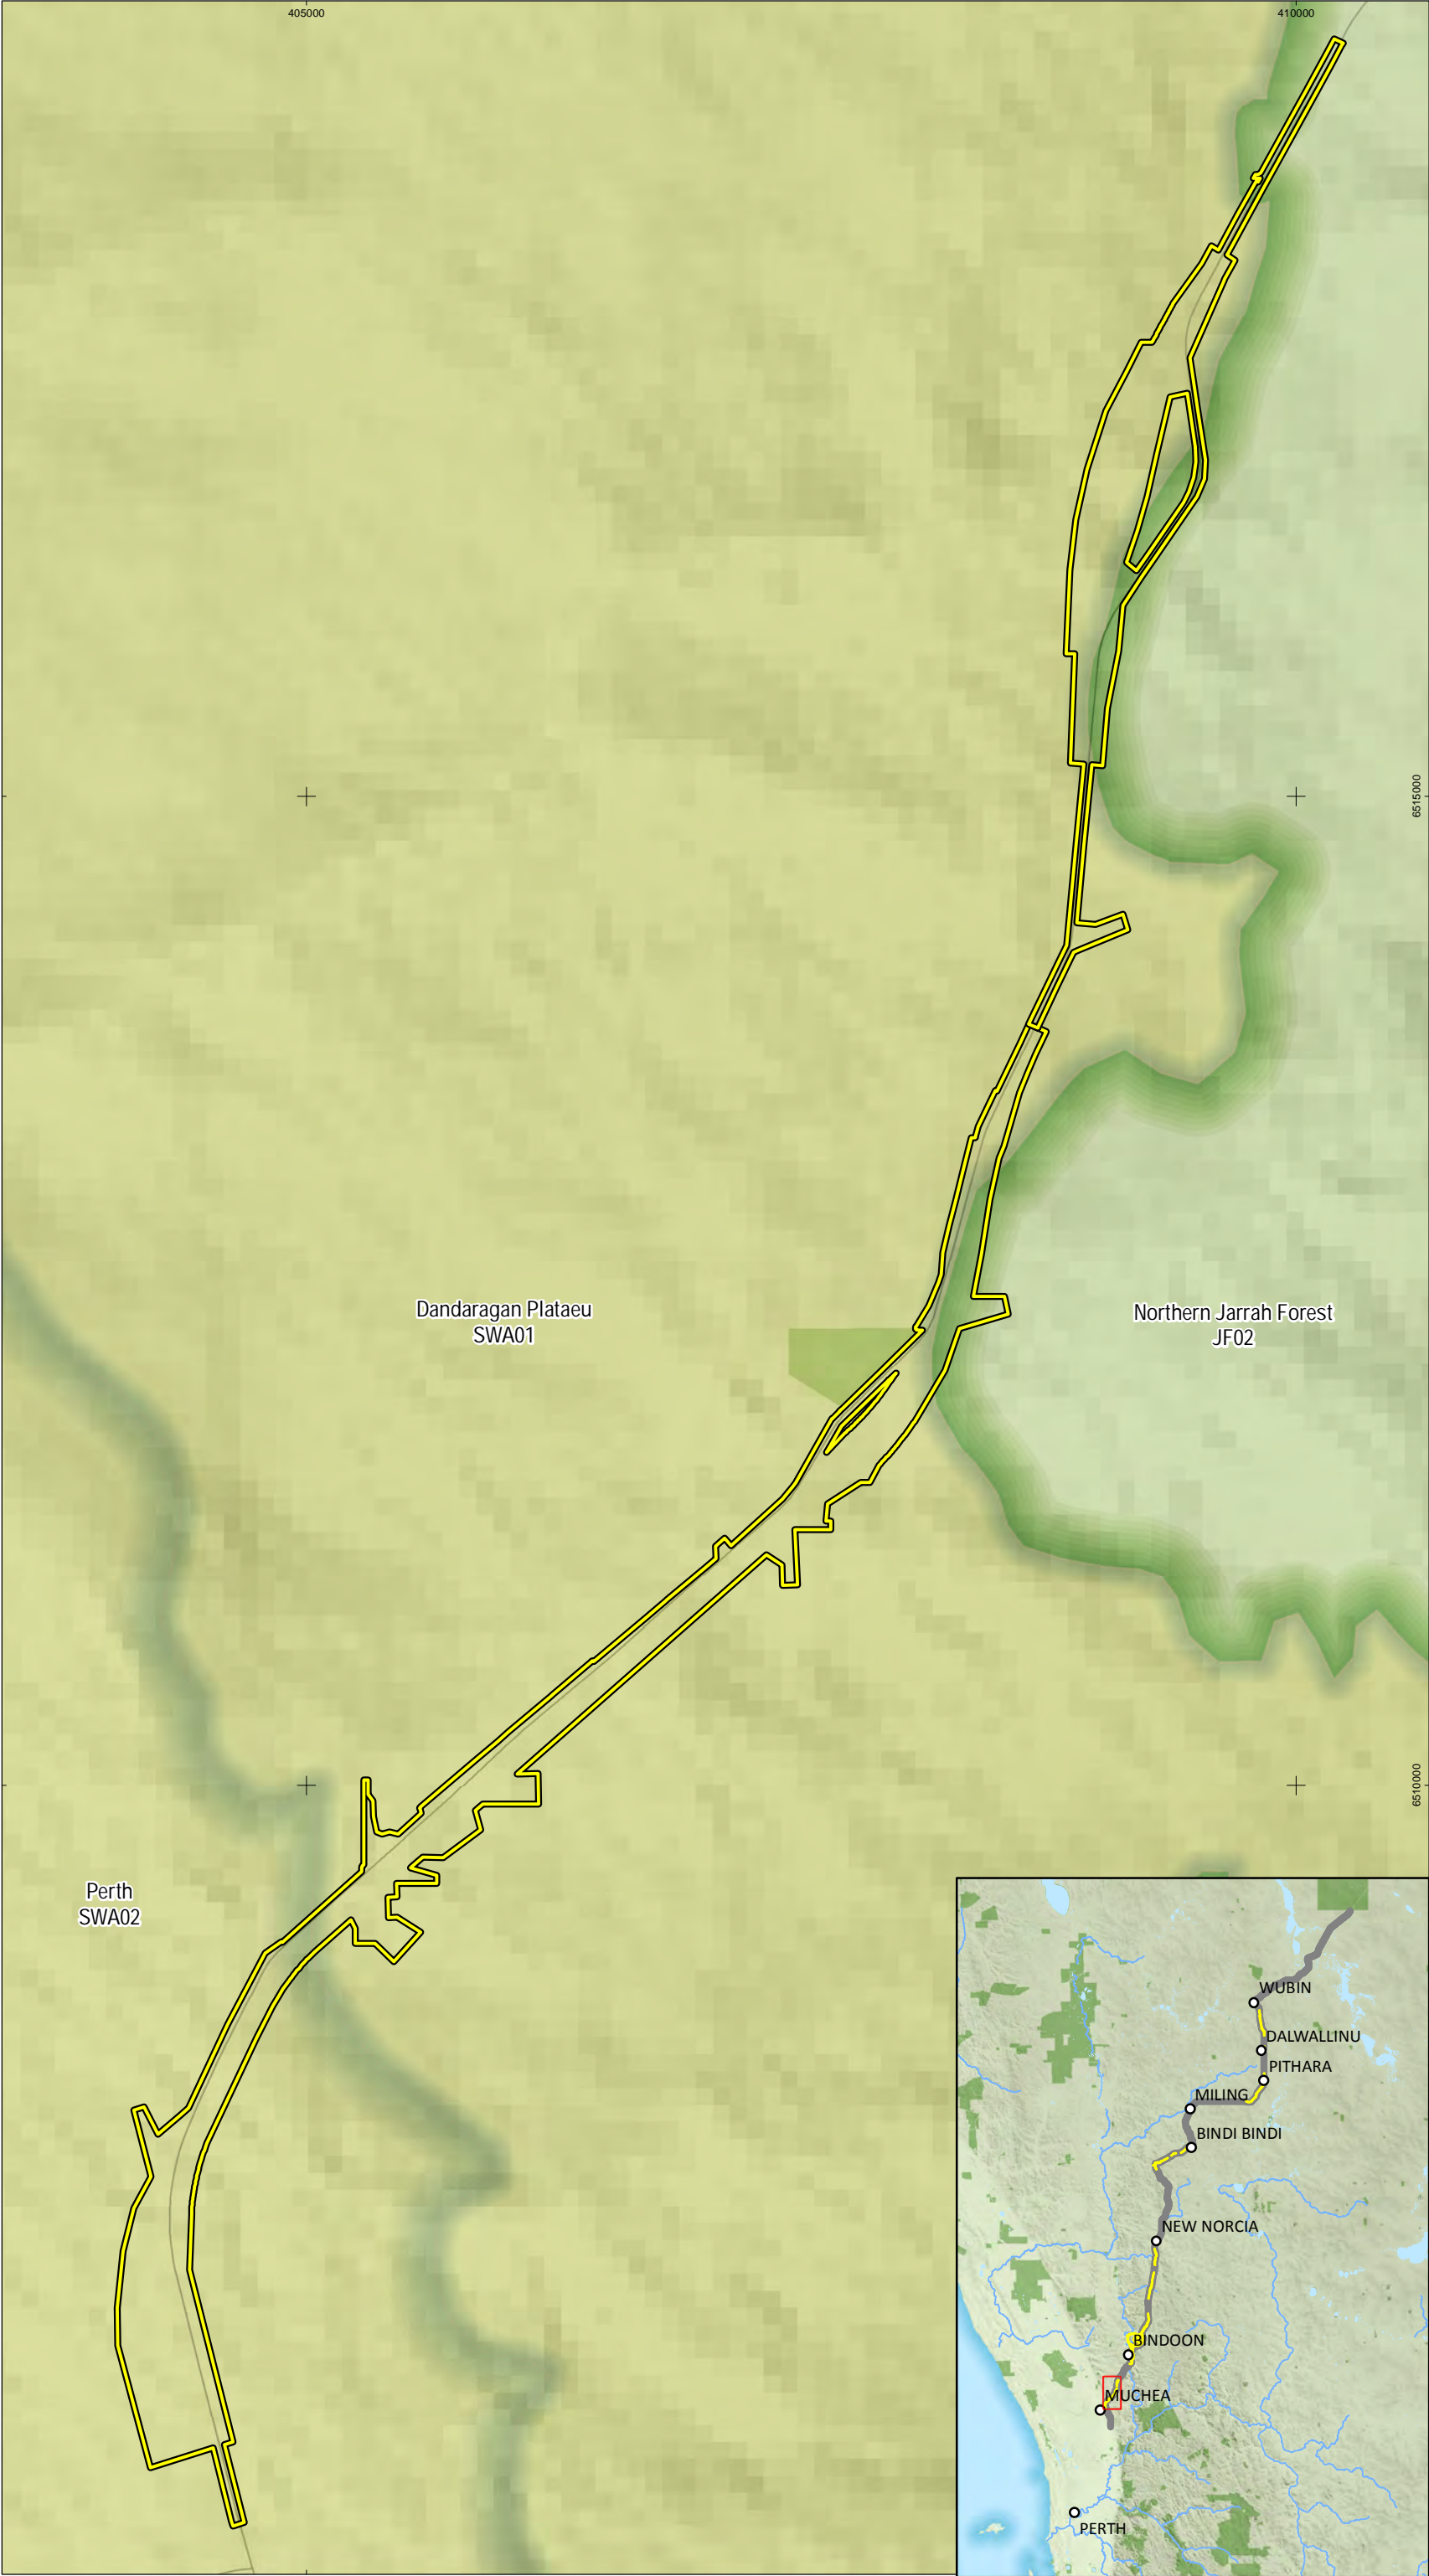 405000
410000
6515000
Dandaragan Plataeu
SWA01
Northern Jarrah Forest
JF02
6510000
Perth
SWA02
WUBIN
DALWALLINU
PITHARA
MILING
BINDI BINDI
NEW NORCIA
BINDOON
MUCHEA
PERTH